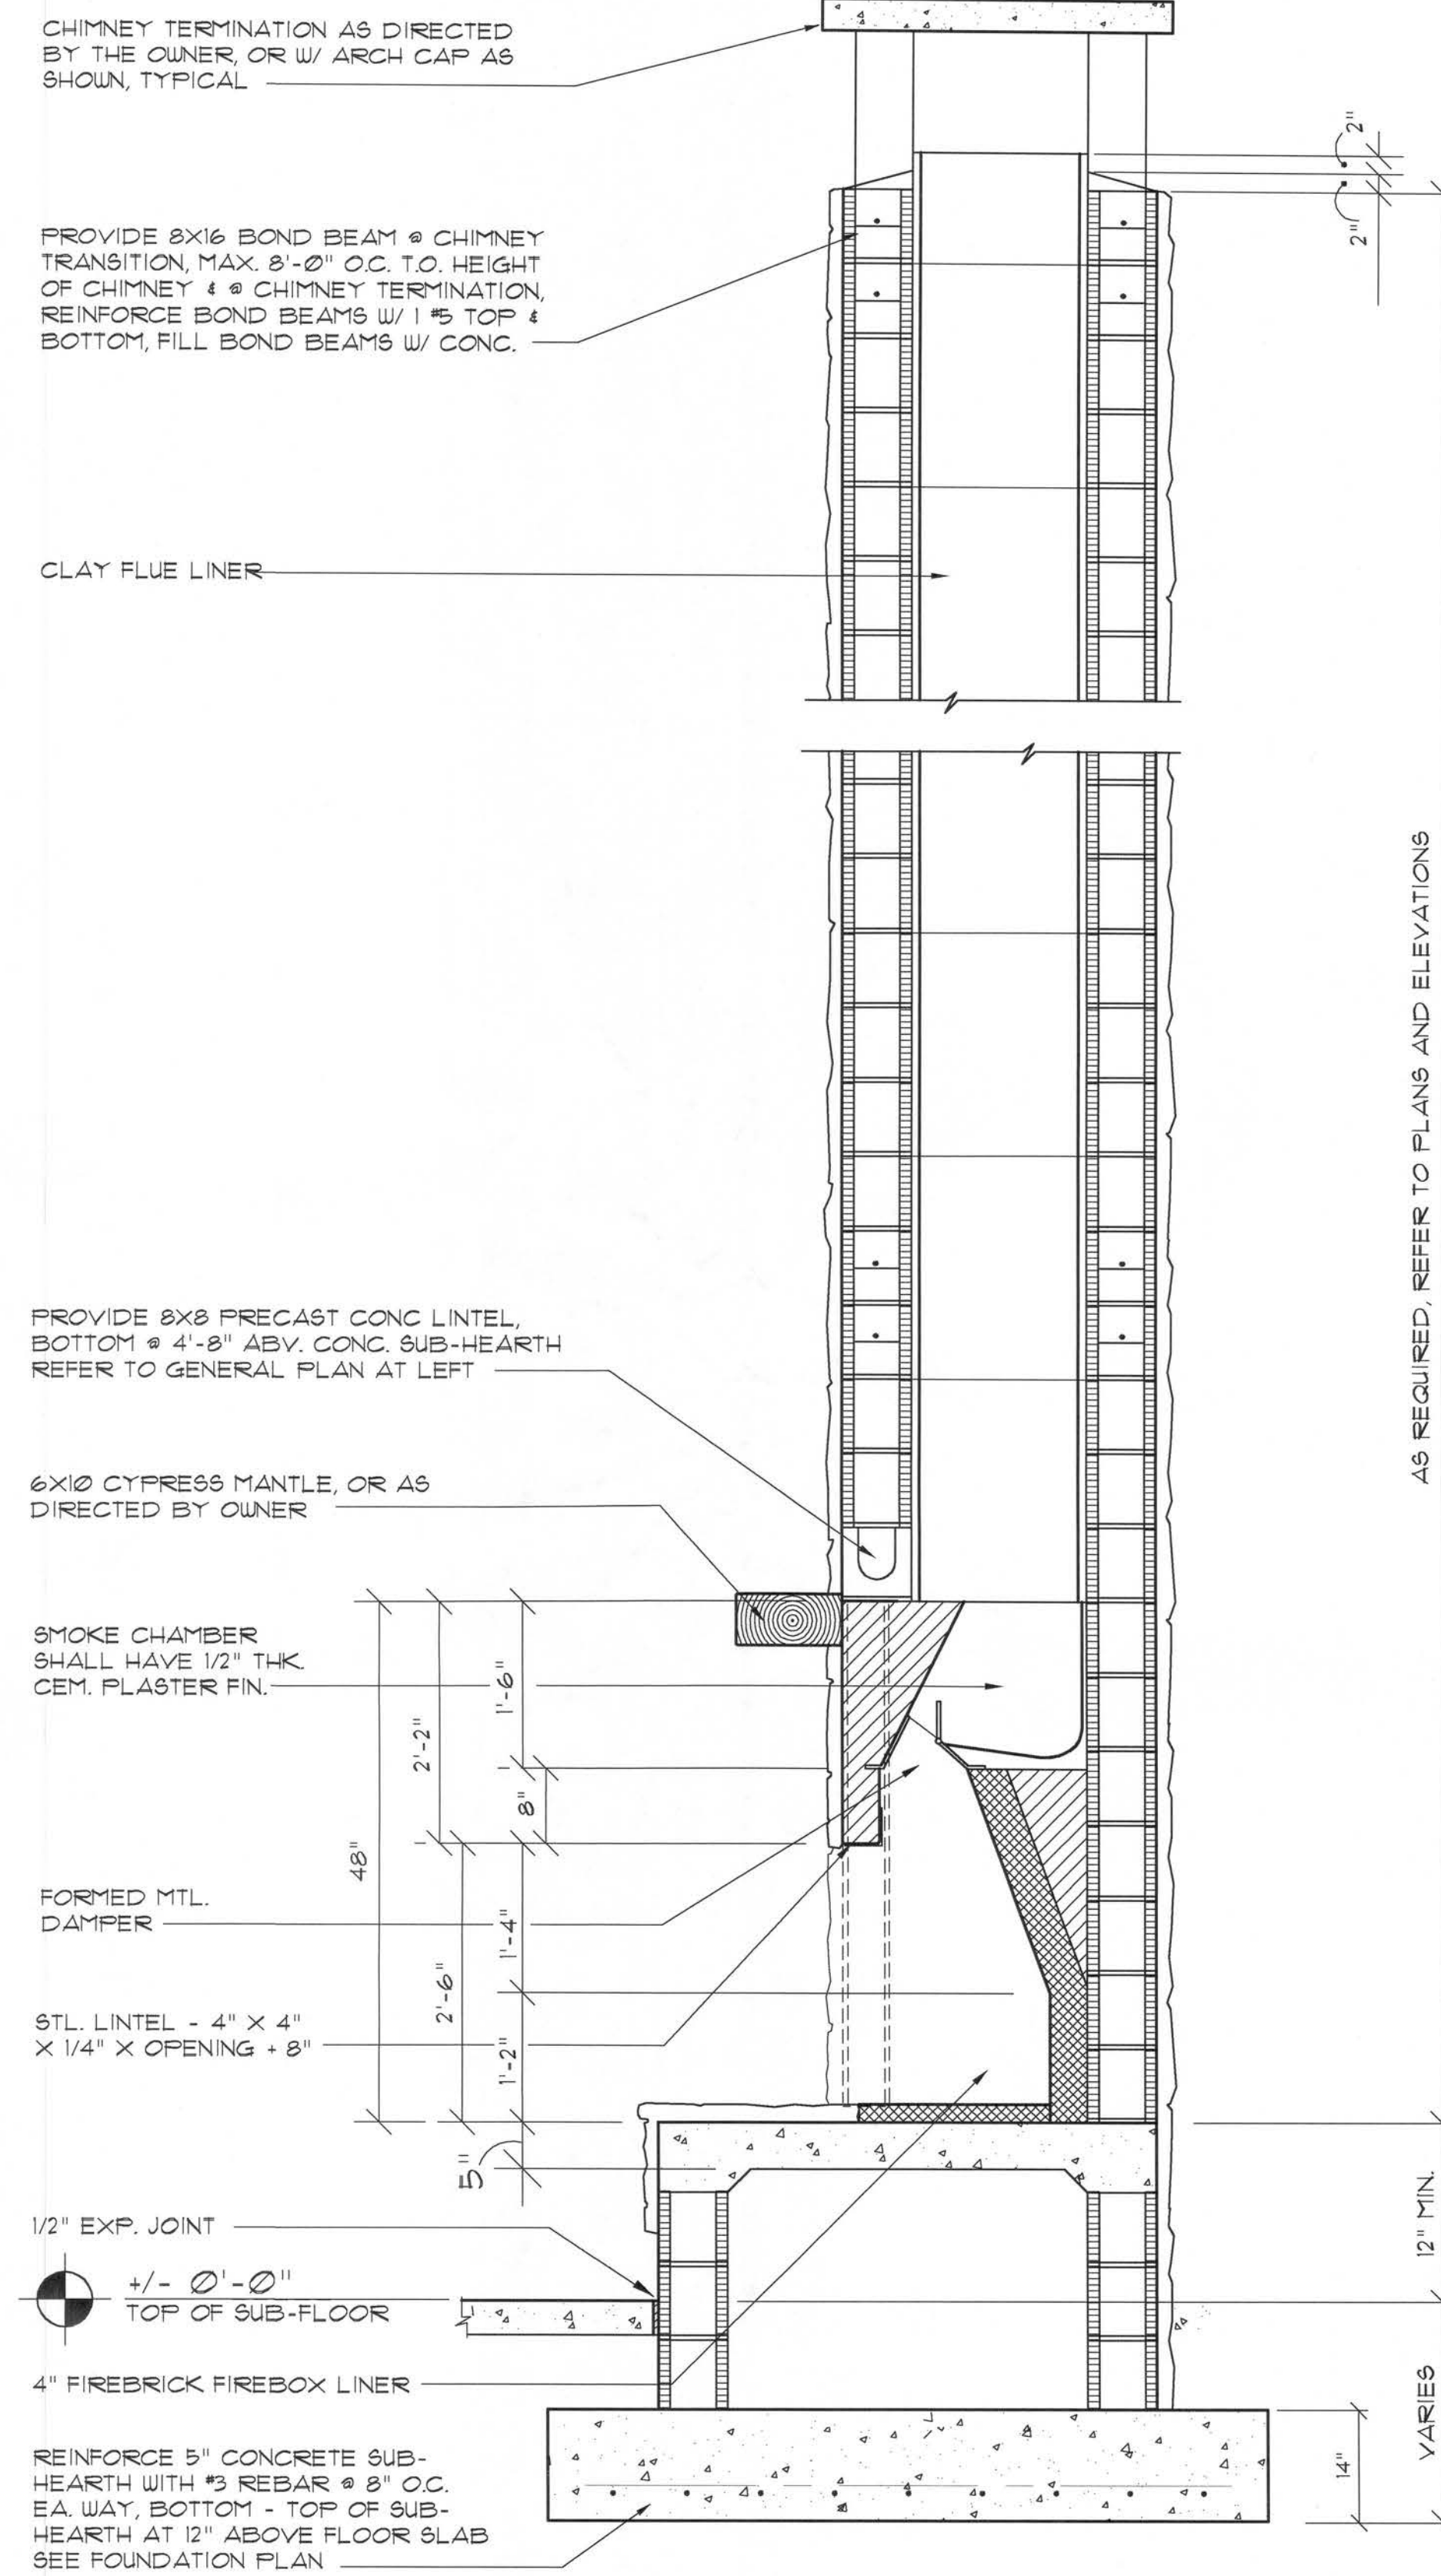 CHIMNEY TERMINATION AS DIRECTED
BY THE OWNER, OR W/ ARCH CAP AS
SHOWN, TYPICAL
2"
2"
PROVIDE 8X16 BOND BEAM @ CHIMNEY
TRANSITION, MAX. 8'-0" O.C. T.O. HEIGHT
OF CHIMNEY & @ CHIMNEY TERMINATION,
REINFORCE BOND BEAMS W/ 1 #5 TOP &
BOTTOM, FILL BOND BEAMS W/ CONC.
CLAY FLUE LINER
AS REQUIRED, REFER TO PLANS AND ELEVATIONS
PROVIDE 8X8 PRECAST CONC LINTEL,
BOTTOM @ 4'-8" ABV. CONC. SUB-HEARTH
REFER TO GENERAL PLAN AT LEFT
6X10 CYPRESS MANTLE, OR AS
DIRECTED BY OWNER
SMOKE CHAMBER
SHALL HAVE 1/2" THK.
CEM. PLASTER FIN.
1'-6"
2'-2"
8"
48"
FORMED MTL.
DAMPER
1'-4"
2'-6"
STL. LINTEL - 4" X 4"
X 1/4" X OPENING + 8"
1'-2"
5"
1/2" EXP. JOINT
12" MIN.
+/- 0'-0"
TOP OF SUB-FLOOR
4" FIREBRICK FIREBOX LINER
VARIES
14"
REINFORCE 5" CONCRETE SUB-
HEARTH WITH #3 REBAR @ 8" O.C.
EA. WAY, BOTTOM - TOP OF SUB-
HEARTH AT 12" ABOVE FLOOR SLAB
SEE FOUNDATION PLAN